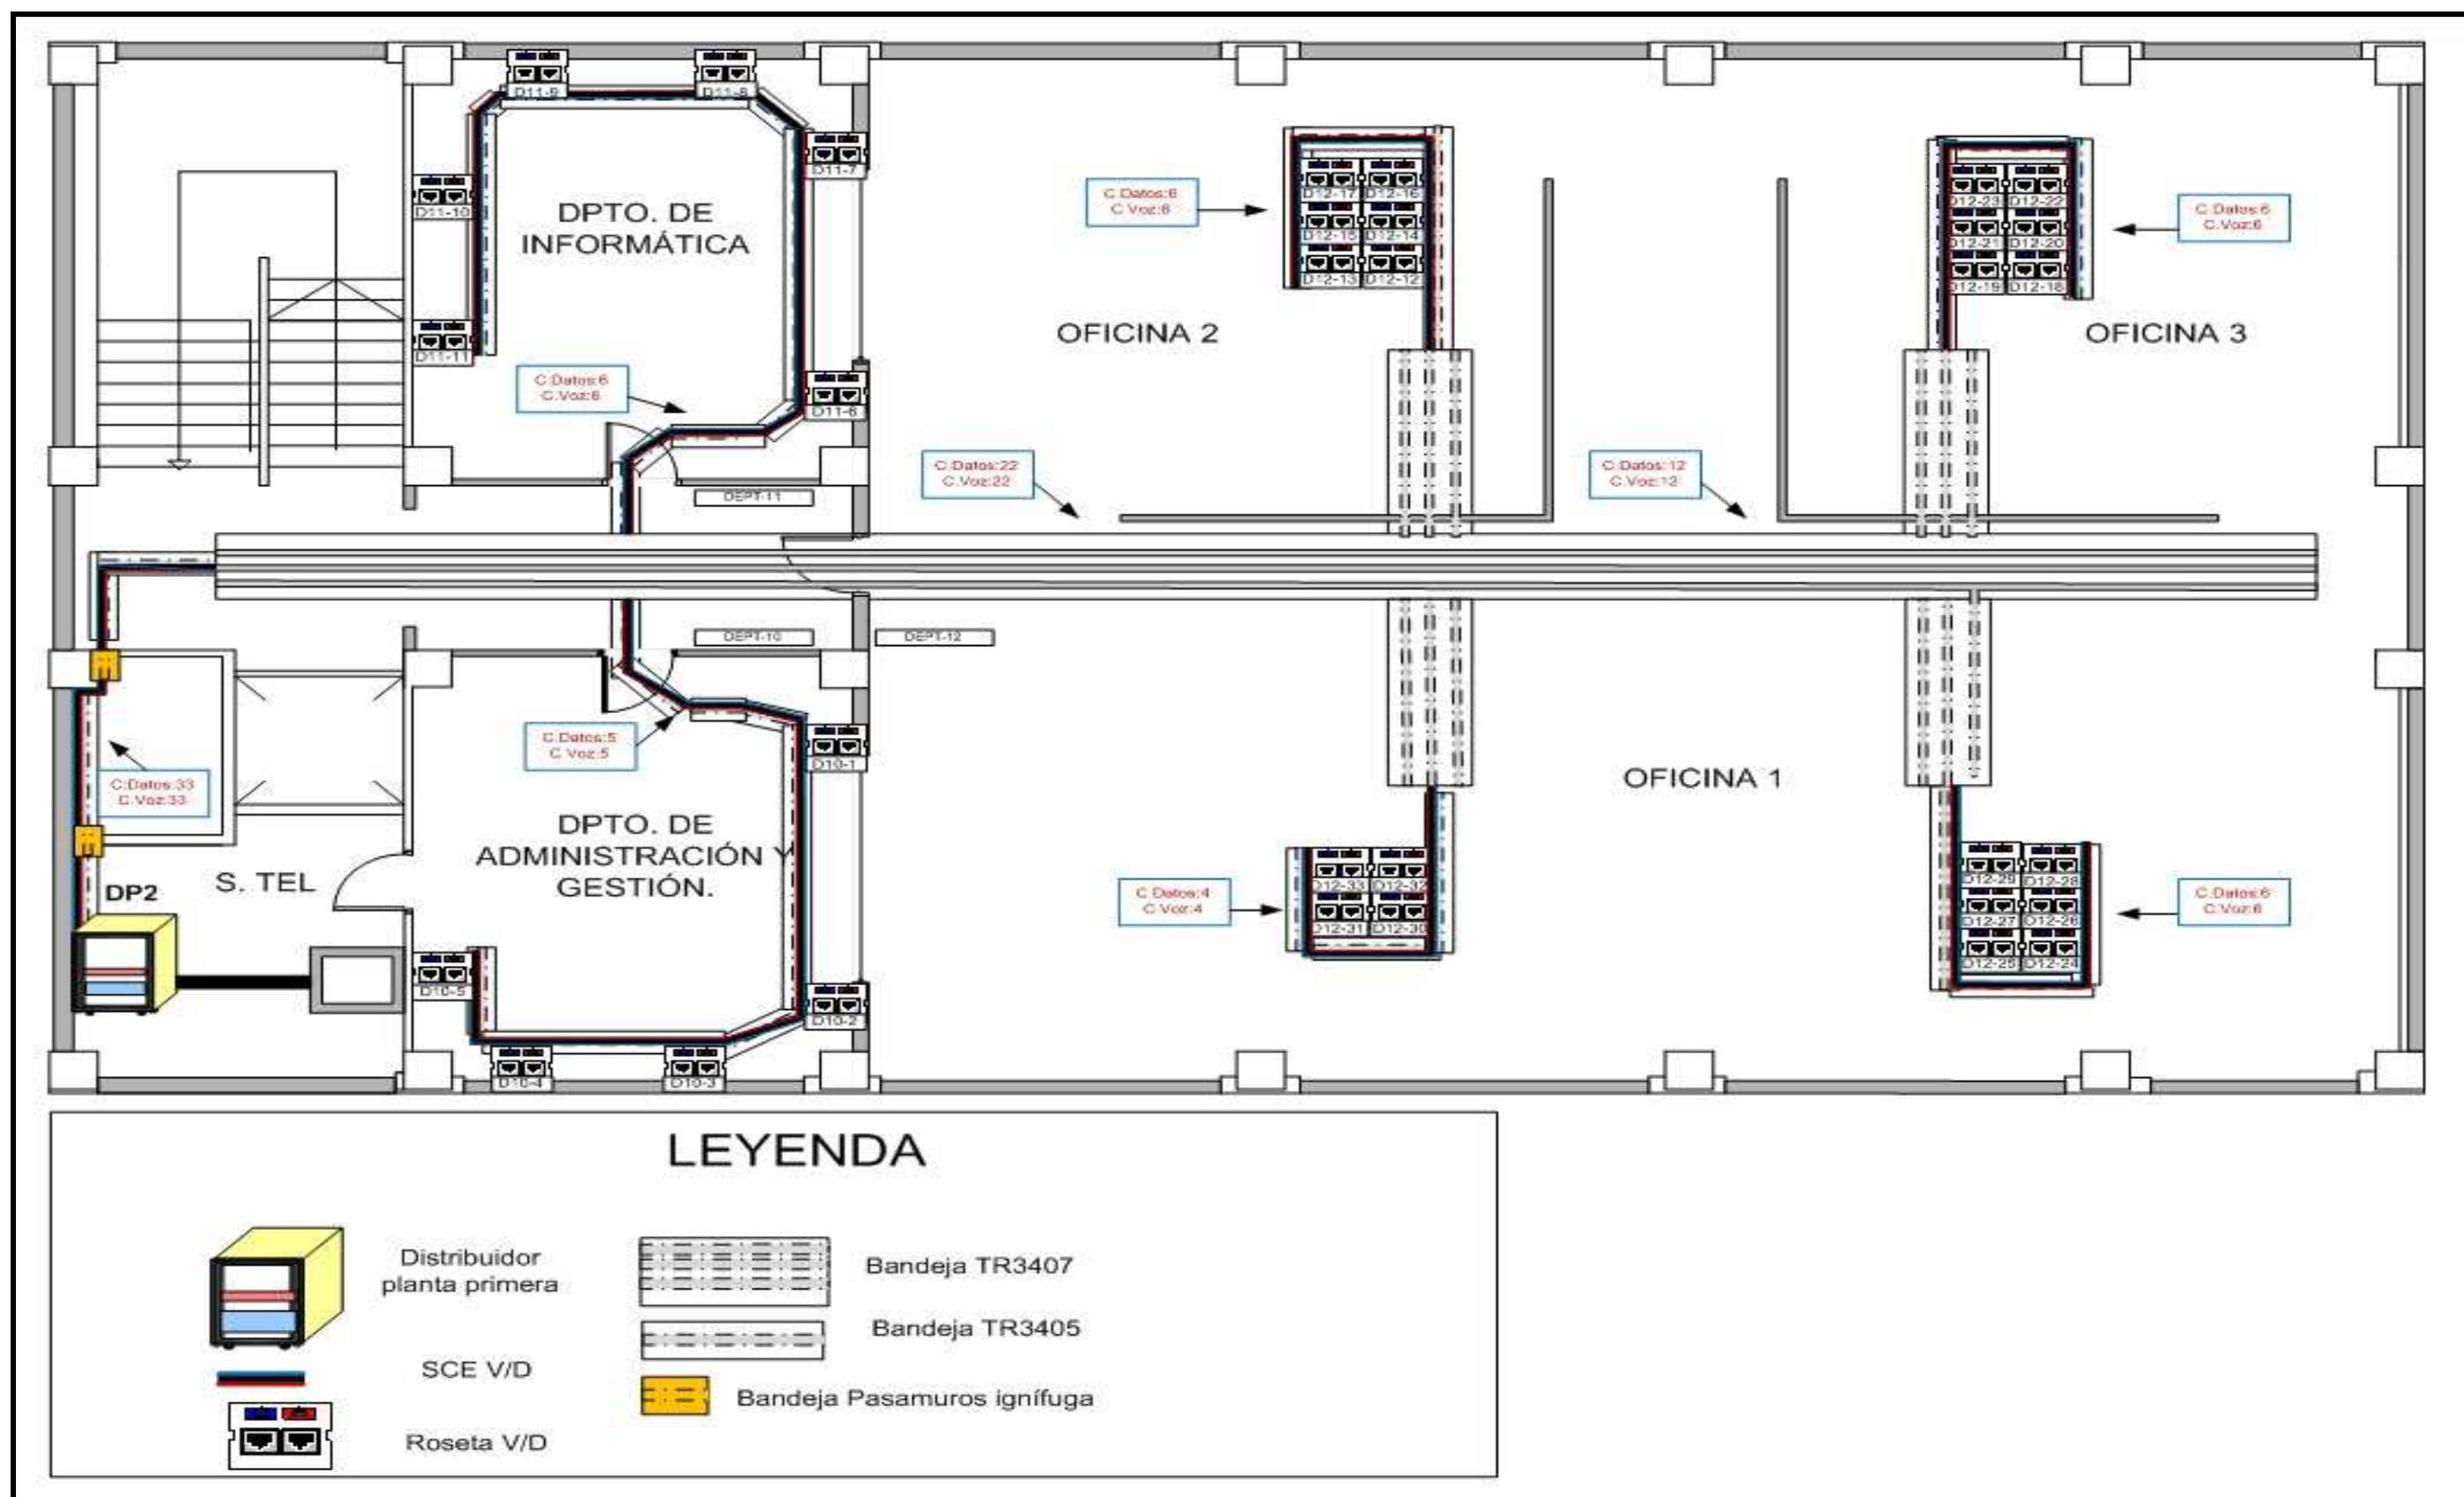 D11-9
D11-8
D11-7
D11-10
D11-11
D11-6
DPTO. DE
INFORMÁTICA
C.Datos:6
C.Voz:6
DEPT-11
C.Datos:6
C.Voz:6
D12-17
D12-16
D12-15
D12-14
D12-13
D12-12
OFICINA 2
D12-23
D12-22
D12-21
D12-20
D12-19
D12-18
C.Datos:6
C.Voz:6
OFICINA 3
C.Datos:22
C.Voz:22
C.Datos:12
C.Voz:12
DEPT-10
DEPT-12
C.Datos:5
C.Voz:5
D10-1
C:Datos:33
C.Voz:33
DPTO. DE
ADMINISTRACIÓN Y
GESTIÓN.
DP2
S. TEL
D10-5
D10-2
D10-4
D10-3
OFICINA 1
C.Datos:4
C.Voz:4
D12-33
D12-32
D12-31
D12-30
D12-29
D12-28
D12-27
D12-26
D12-25
D12-24
C.Datos:6
C.Voz:6
LEYENDA
Distribuidor
planta primera
SCE V/D
Roseta V/D
Bandeja TR3407
Bandeja TR3405
Bandeja Pasamuros ignífuga